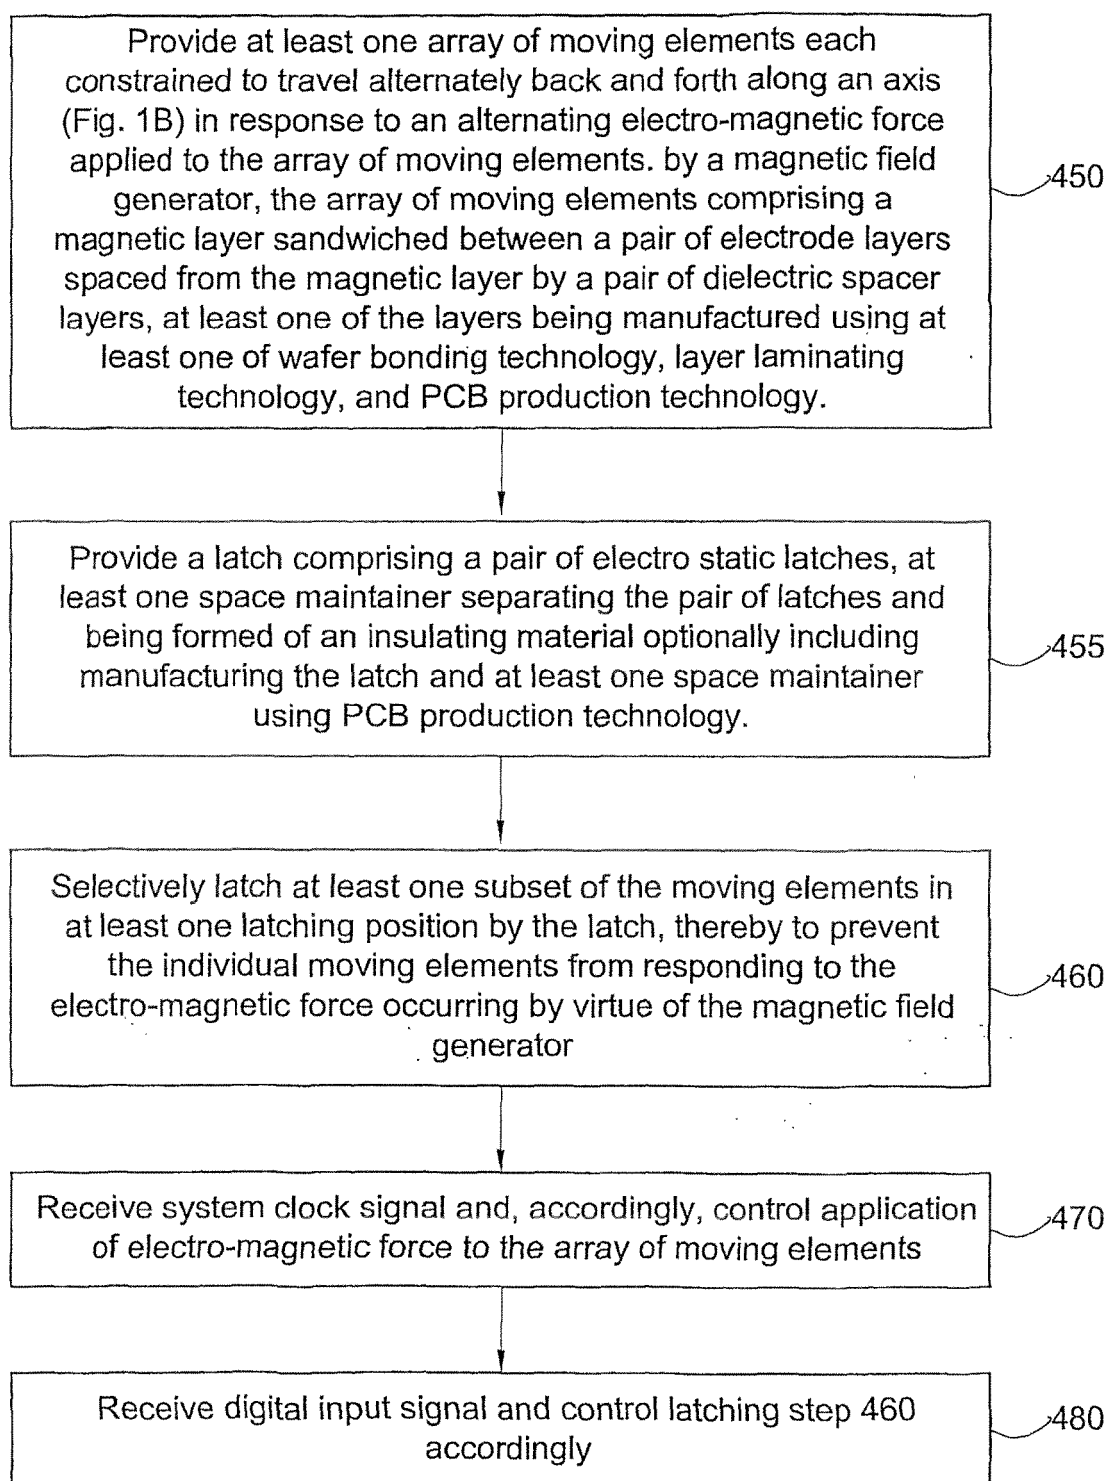 Provide at least one array of moving elements each
constrained to travel alternately back and forth along an axis
(Fig. 1B) in response to an alternating electro-magnetic force
applied to the array of moving elements. by a magnetic field
generator, the array of moving elements comprising a
magnetic layer sandwiched between a pair of electrode layers
spaced from the magnetic layer by a pair of dielectric spacer
layers, at least one of the layers being manufactured using at
least one of wafer bonding technology, layer laminating
technology, and PCB production technology.
450
Provide a latch comprising a pair of electro static latches, at
least one space maintainer separating the pair of latches and
being formed of an insulating material optionally including
manufacturing the latch and at least one space maintainer
using PCB production technology.
455
Selectively latch at least one subset of the moving elements in
at least one latching position by the latch, thereby to prevent
the individual moving elements from responding to the
electro-magnetic force occurring by virtue of the magnetic field
generator
460
Receive system clock signal and, accordingly, control application
of electro-magnetic force to the array of moving elements
470
Receive digital input signal and control latching step 460
accordingly
480